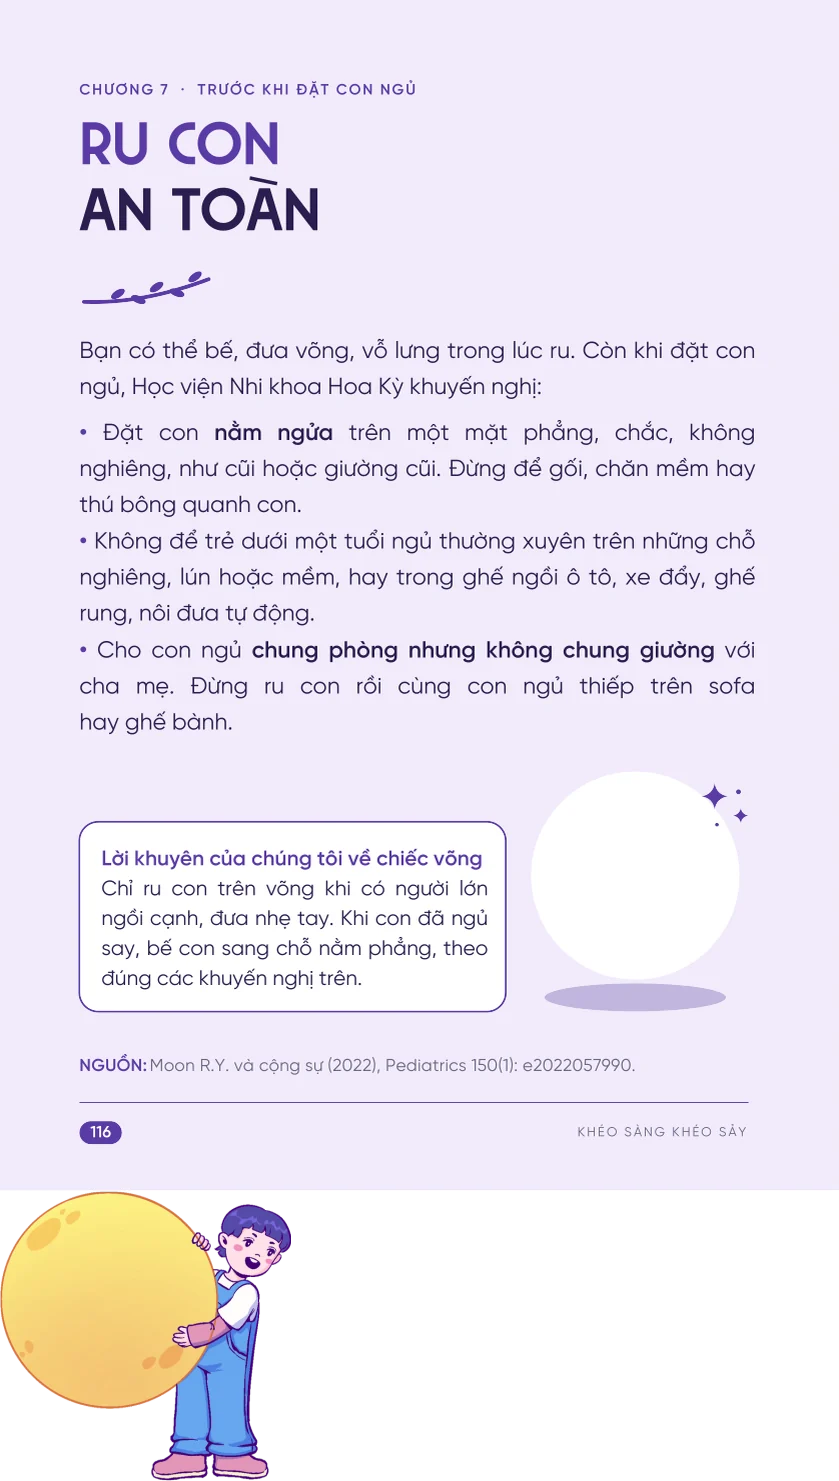 CHƯƠNG 7 · TRƯỚC KHI ĐẶT CON NGỦ
RU CON
AN TOÀN
Bạn có thể bế, đưa võng, vỗ lưng trong lúc ru. Còn khi đặt con
ngủ, Học viện Nhi khoa Hoa Kỳ khuyến nghị:
• Đặt con nằm ngửa trên một mặt phẳng, chắc, không
nghiêng, như cũi hoặc giường cũi. Đừng để gối, chăn mềm hay
thú bông quanh con.
• Không để trẻ dưới một tuổi ngủ thường xuyên trên những chỗ
nghiêng, lún hoặc mềm, hay trong ghế ngồi ô tô, xe đẩy, ghế
rung, nôi đưa tự động.
• Cho con ngủ chung phòng nhưng không chung giường với
cha mẹ. Đừng ru con rồi cùng con ngủ thiếp trên sofa
hay ghế bành.
Lời khuyên của chúng tôi về chiếc võng
Chỉ ru con trên võng khi có người lớn
ngồi cạnh, đưa nhẹ tay. Khi con đã ngủ
say, bế con sang chỗ nằm phẳng, theo
đúng các khuyến nghị trên.
NGUỒN: Moon R.Y. và cộng sự (2022), Pediatrics 150(1): e2022057990.
116
KHÉO SÀNG KHÉO SẢY